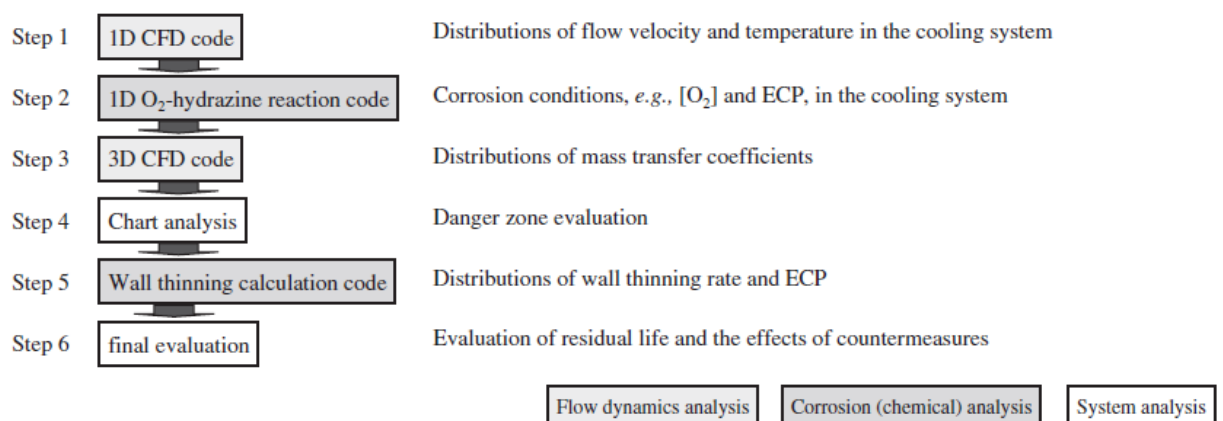 Step 1 1D CFD code Distributions of flow velocity and temperature in the cooling system
Step 2 1D O₂-hydrazine reaction code Corrosion conditions, e.g., [O₂] and ECP, in the cooling system
Step 3 3D CFD code Distributions of mass transfer coefficients
Step 4 Chart analysis Danger zone evaluation
Step 5 Wall thinning calculation code Distributions of wall thinning rate and ECP
Step 6 final evaluation Evaluation of residual life and the effects of countermeasures
Flow dynamics analysis Corrosion (chemical) analysis System analysis